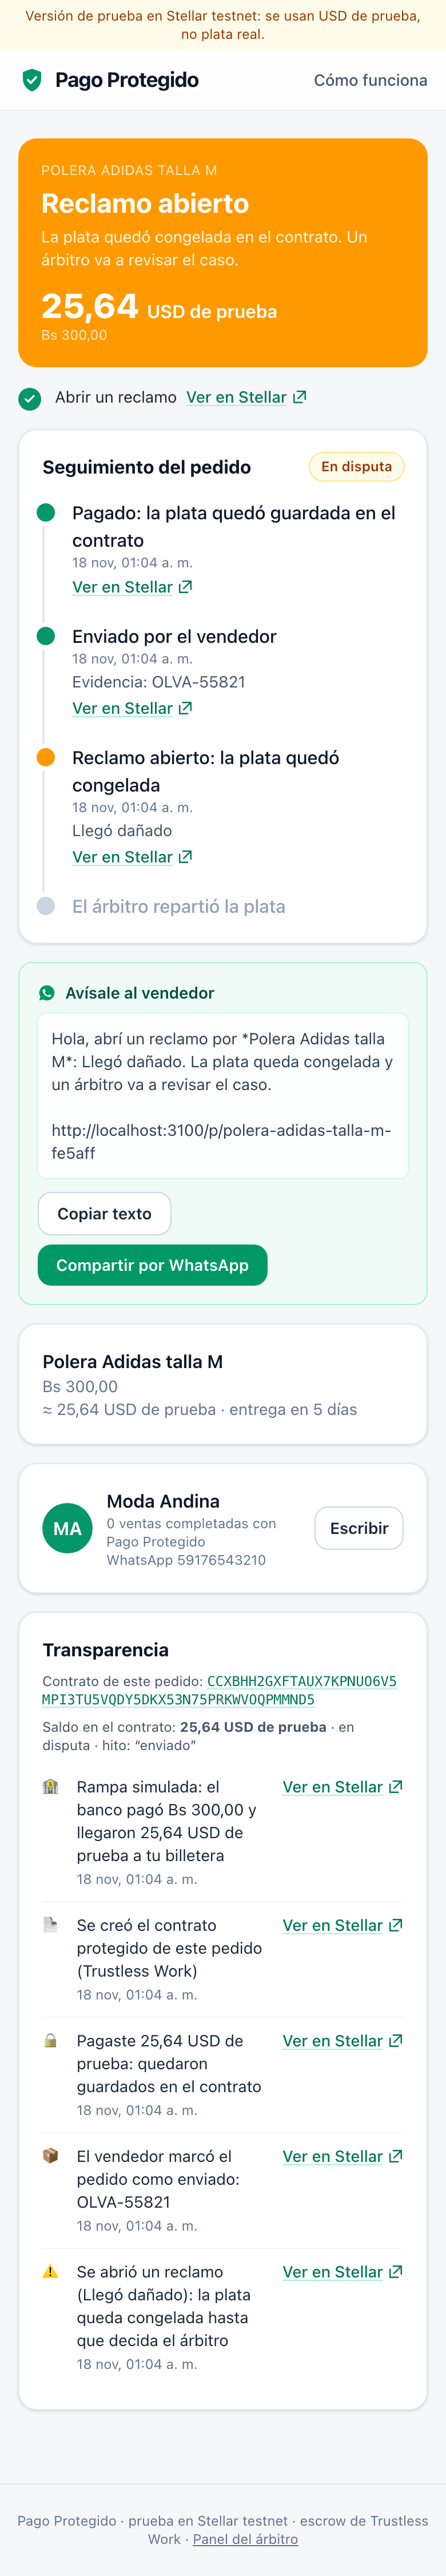 Versión de prueba en Stellar testnet: se usan USD de prueba,
no plata real.
Pago Protegido
Cómo funciona
POLERA ADIDAS TALLA M
Reclamo abierto
La plata quedó congelada en el contrato. Un
árbitro va a revisar el caso.
25,64 USD de prueba
Bs 300,00
Abrir un reclamo Ver en Stellar
Seguimiento del pedido
En disputa
Pagado: la plata quedó guardada en el
contrato
18 nov, 01:04 a. m.
Ver en Stellar
Enviado por el vendedor
18 nov, 01:04 a. m.
Evidencia: OLVA-55821
Ver en Stellar
Reclamo abierto: la plata quedó
congelada
18 nov, 01:04 a. m.
Llegó dañado
Ver en Stellar
El árbitro repartió la plata
Avísale al vendedor
Hola, abrí un reclamo por *Polera Adidas talla
M*: Llegó dañado. La plata queda congelada y
un árbitro va a revisar el caso.
http://localhost:3100/p/polera-adidas-talla-m-
fe5aff
Copiar texto
Compartir por WhatsApp
Polera Adidas talla M
Bs 300,00
≈ 25,64 USD de prueba · entrega en 5 días
MA
Moda Andina
0 ventas completadas con
Pago Protegido
WhatsApp 59176543210
Escribir
Transparencia
Contrato de este pedido: CCXBHH2GXFTAUX7KPNUO6V5
MPI3TU5VQDY5DKX53N75PRKWVOQPMMND5
Saldo en el contrato: 25,64 USD de prueba · en
disputa · hito: “enviado”
Rampa simulada: el
banco pagó Bs 300,00 y
llegaron 25,64 USD de
prueba a tu billetera
18 nov, 01:04 a. m.
Ver en Stellar
Se creó el contrato
protegido de este pedido
(Trustless Work)
18 nov, 01:04 a. m.
Ver en Stellar
Pagaste 25,64 USD de
prueba: quedaron
guardados en el contrato
18 nov, 01:04 a. m.
Ver en Stellar
El vendedor marcó el
pedido como enviado:
OLVA-55821
18 nov, 01:04 a. m.
Ver en Stellar
Se abrió un reclamo
(Llegó dañado): la plata
queda congelada hasta
que decida el árbitro
18 nov, 01:04 a. m.
Ver en Stellar
Pago Protegido · prueba en Stellar testnet · escrow de Trustless
Work · Panel del árbitro